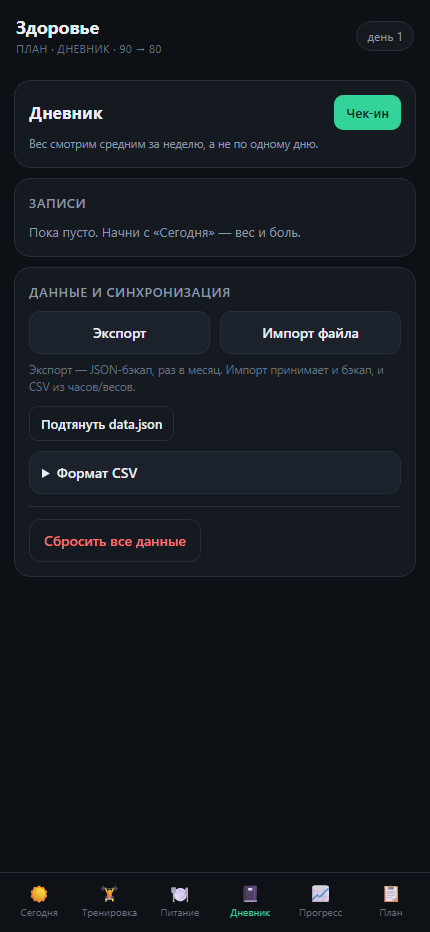 Здоровье
ПЛАН · ДНЕВНИК · 90 → 80
день 1
Дневник
Чек-ин
Вес смотрим средним за неделю, а не по одному дню.
ЗАПИСИ
Пока пусто. Начни с «Сегодня» — вес и боль.
ДАННЫЕ И СИНХРОНИЗАЦИЯ
Экспорт
Импорт файла
Экспорт — JSON-бэкап, раз в месяц. Импорт принимает и бэкап, и
CSV из часов/весов.
Подтянуть data.json
▶ Формат CSV
Сбросить все данные
Сегодня
Тренировка
Питание
Дневник
Прогресс
План